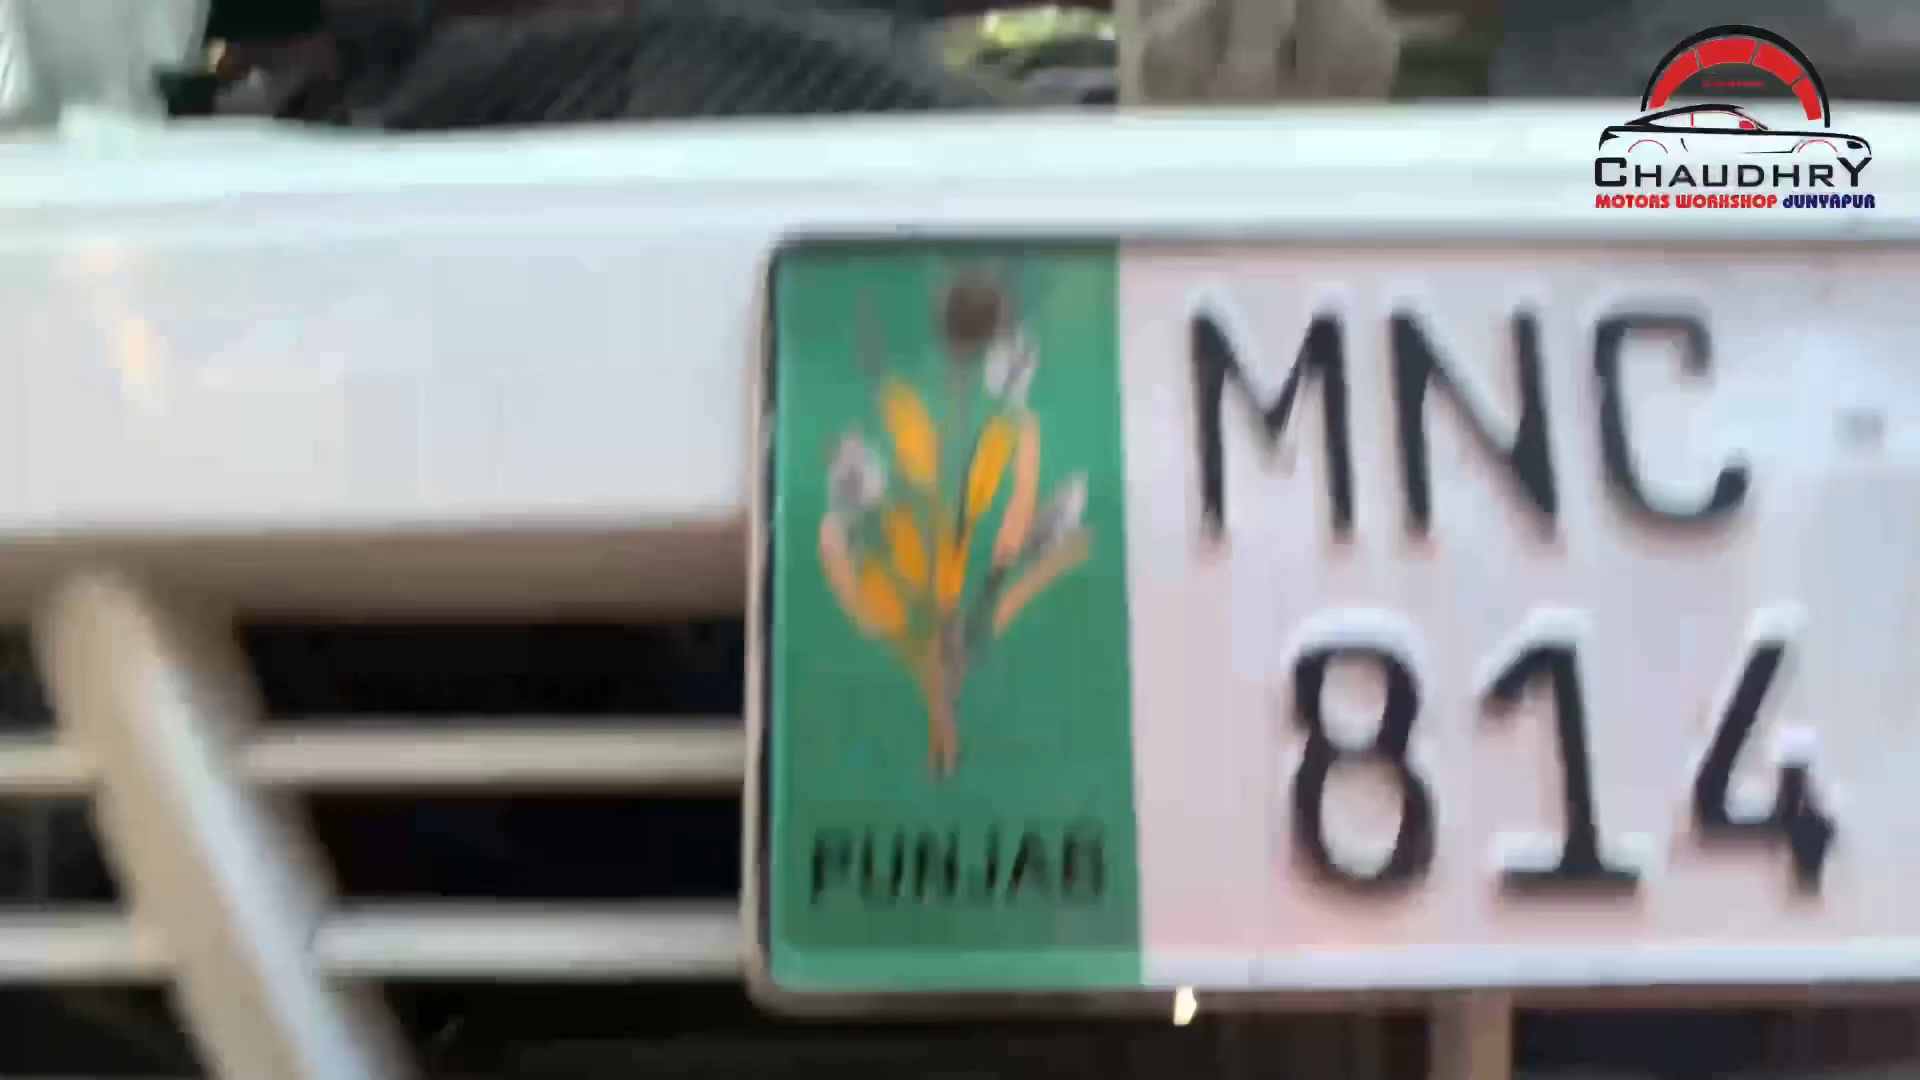 CHAUDHRY
MOTORS WORKSHOP dUNYAPUR
MNC
814
PUNJAB